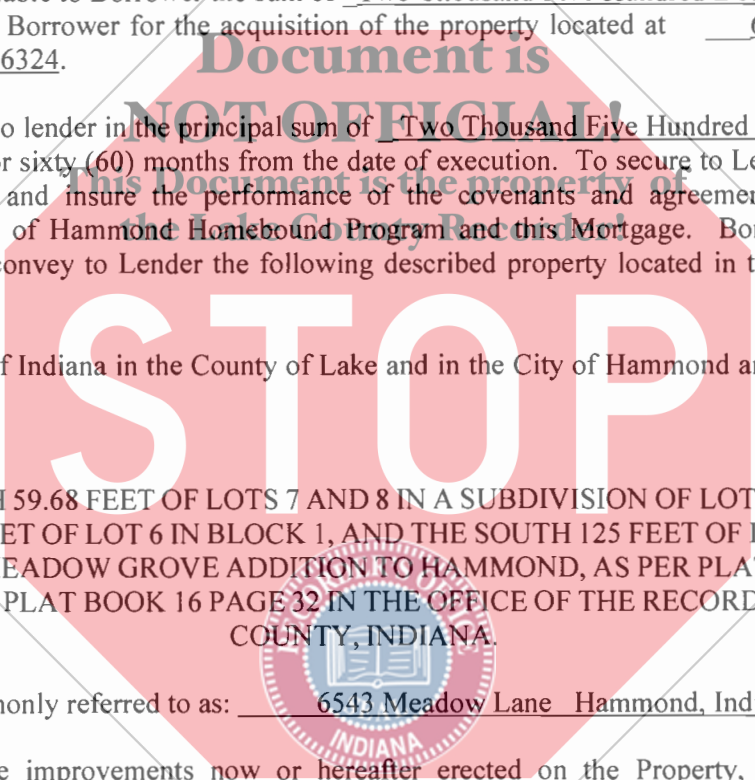 Borrower for the acquisition of the property located at
6324.
Document is
NOT OFFICIAL!
This Document is the property of
the Lake County Recorder!
o lender in the principal sum of _Two Thousand Five Hundred
or sixty (60) months from the date of execution. To secure to Le
and insure the performance of the covenants and agreemen
of Hammond Homebound Program and this Mortgage. Bor
convey to Lender the following described property located in t
STOP
of Indiana in the County of Lake and in the City of Hammond an
H 59.68 FEET OF LOTS 7 AND 8 IN A SUBDIVISION OF LOT
ET OF LOT 6 IN BLOCK 1, AND THE SOUTH 125 FEET OF
EADOW GROVE ADDITION TO HAMMOND, AS PER PLA
PLAT BOOK 16 PAGE 32 IN THE OFFICE OF THE RECORD
COUNTY, INDIANA.
monly referred to as: 6543 Meadow Lane Hammond, Ind
INDIANA
e improvements now or hereafter erected on the Property,